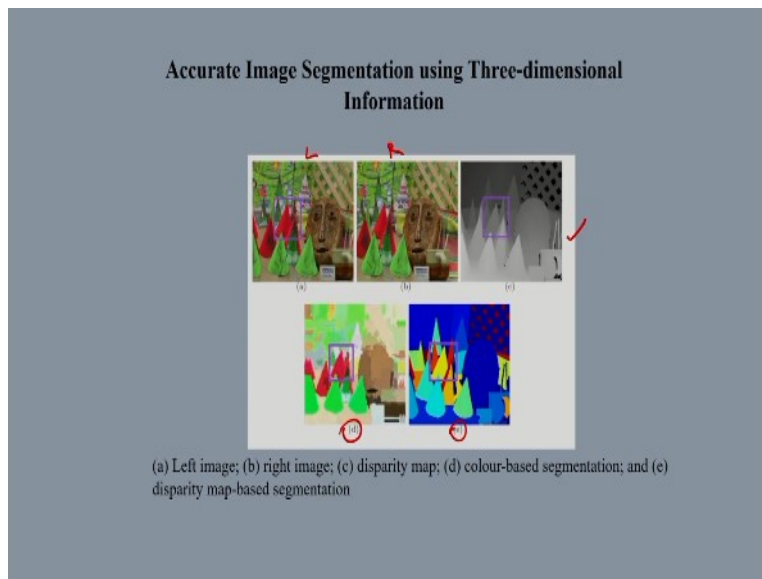 Accurate Image Segmentation using Three-dimensional
Information
L R
(a) (b) (c)
(d) (e)
(a) Left image; (b) right image; (c) disparity map; (d) colour-based segmentation; and (e)
disparity map-based segmentation